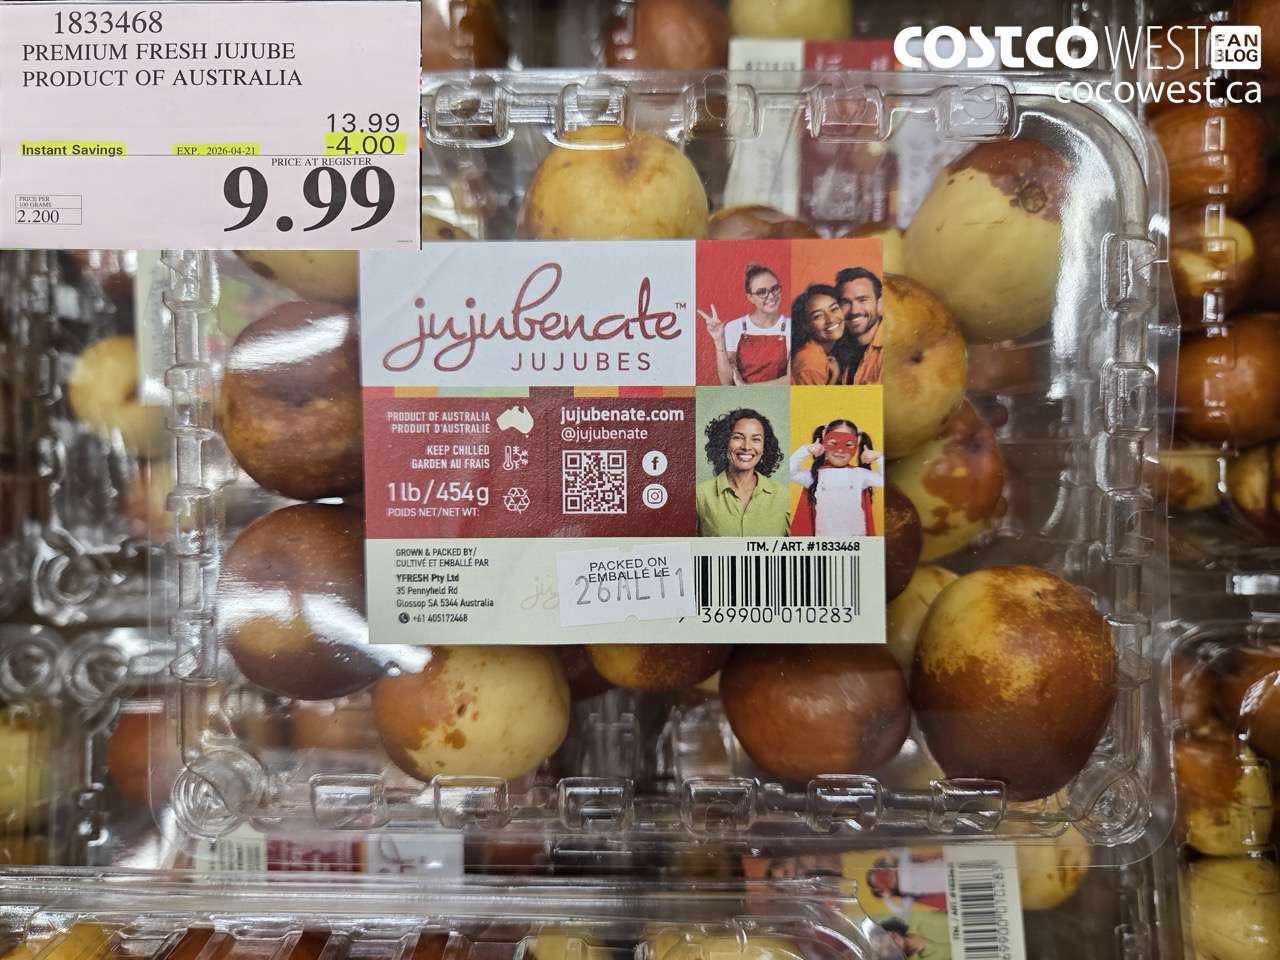 1833468
PREMIUM FRESH JUJUBE
PRODUCT OF AUSTRALIA
13.99
Instant Savings EXP. 2026-04-21 -4.00
PRICE AT REGISTER
9.99
PRICE PER
100 GRAMS
2.200
COSTCO WEST FAN BLOG
cocowest.ca
jujubenate™
JUJUBES
PRODUCT OF AUSTRALIA
PRODUIT D'AUSTRALIE
KEEP CHILLED
GARDEN AU FRAIS
1 lb/454g
POIDS NET/NET WT:
jujubenate.com
@jujubenate
GROWN & PACKED BY/
CULTIVÉ ET EMBALLÉ PAR
YFRESH Pty Ltd
35 Pennyfield Rd
Glossop SA 5344 Australia
+61 405172468
PACKED ON
EMBALLÉ LE
26AL11
ITM. / ART. #1833468
369900 010283